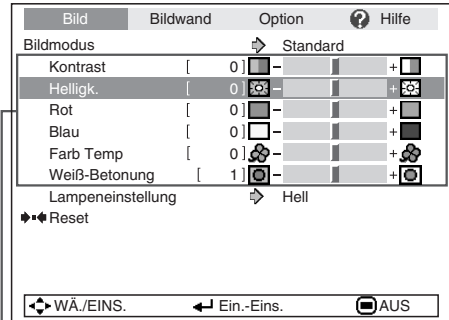 Bild Bildwand Option ? Hilfe
Bildmodus Standard
Kontrast [ 0 ] - +
Helligk. [ 0 ] - +
Rot [ 0 ] - +
Blau [ 0 ] - +
Farb Temp [ 0 ] - +
Weiß-Betonung [ 1 ] - +
Lampeneinstellung Hell
Reset
WÄ./EINS. Ein.-Eins. AUS